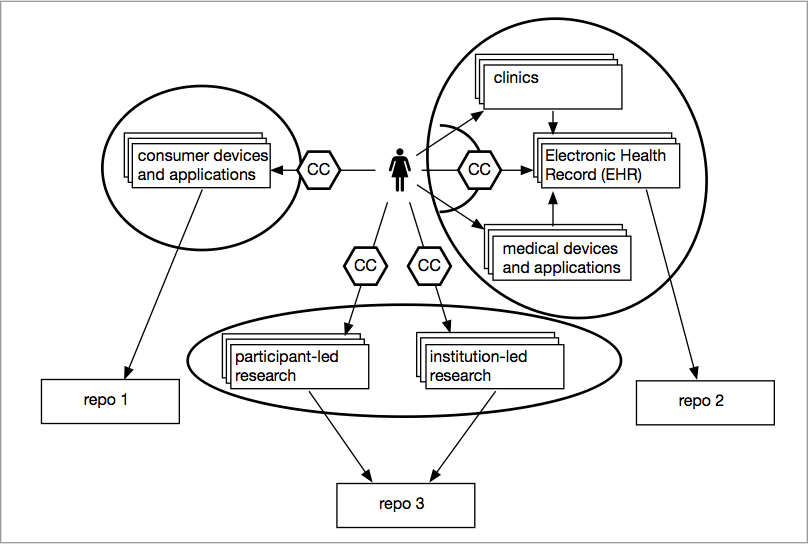 clinics
consumer devices
and applications
CC
CC
Electronic Health
Record (EHR)
medical devices
and applications
CC
CC
participant-led
research
institution-led
research
repo 1
repo 2
repo 3